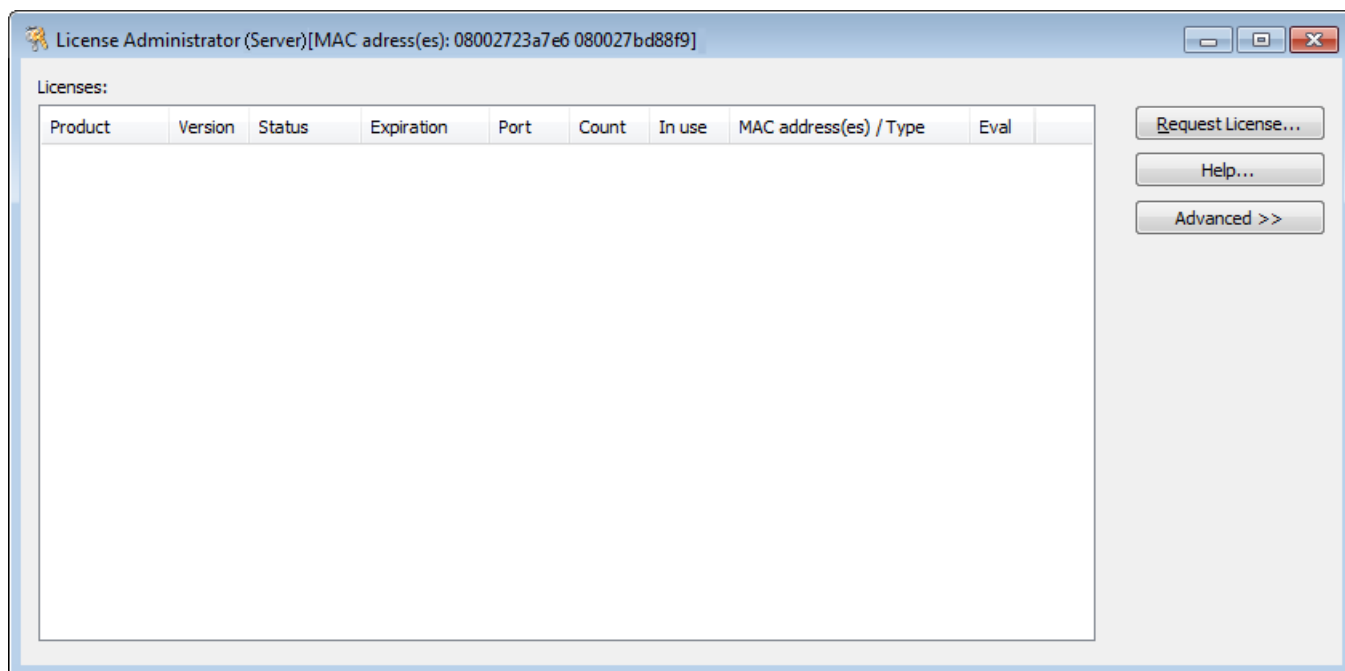 License Administrator (Server)[MAC adress(es): 08002723a7e6 080027bd88f9]
Licenses:
Product Version Status Expiration Port Count In use MAC address(es) / Type Eval
Request License...
Help...
Advanced >>